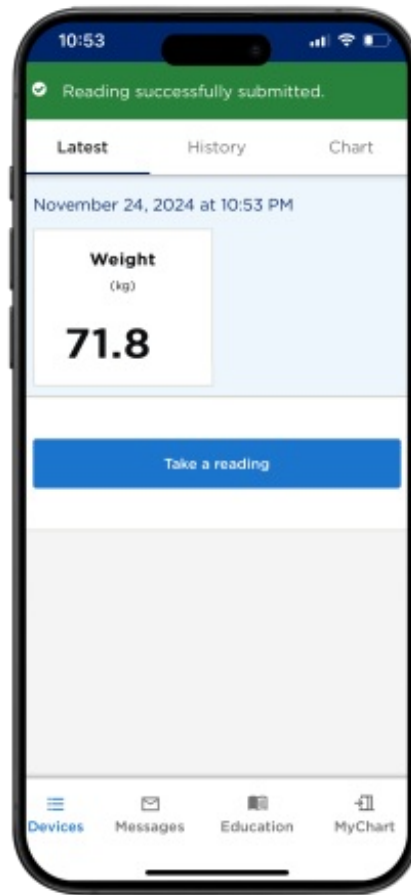 10:53
Reading successfully submitted.
Latest History Chart
November 24, 2024 at 10:53 PM
Weight
(kg)
71.8
Take a reading
Devices Messages Education MyChart